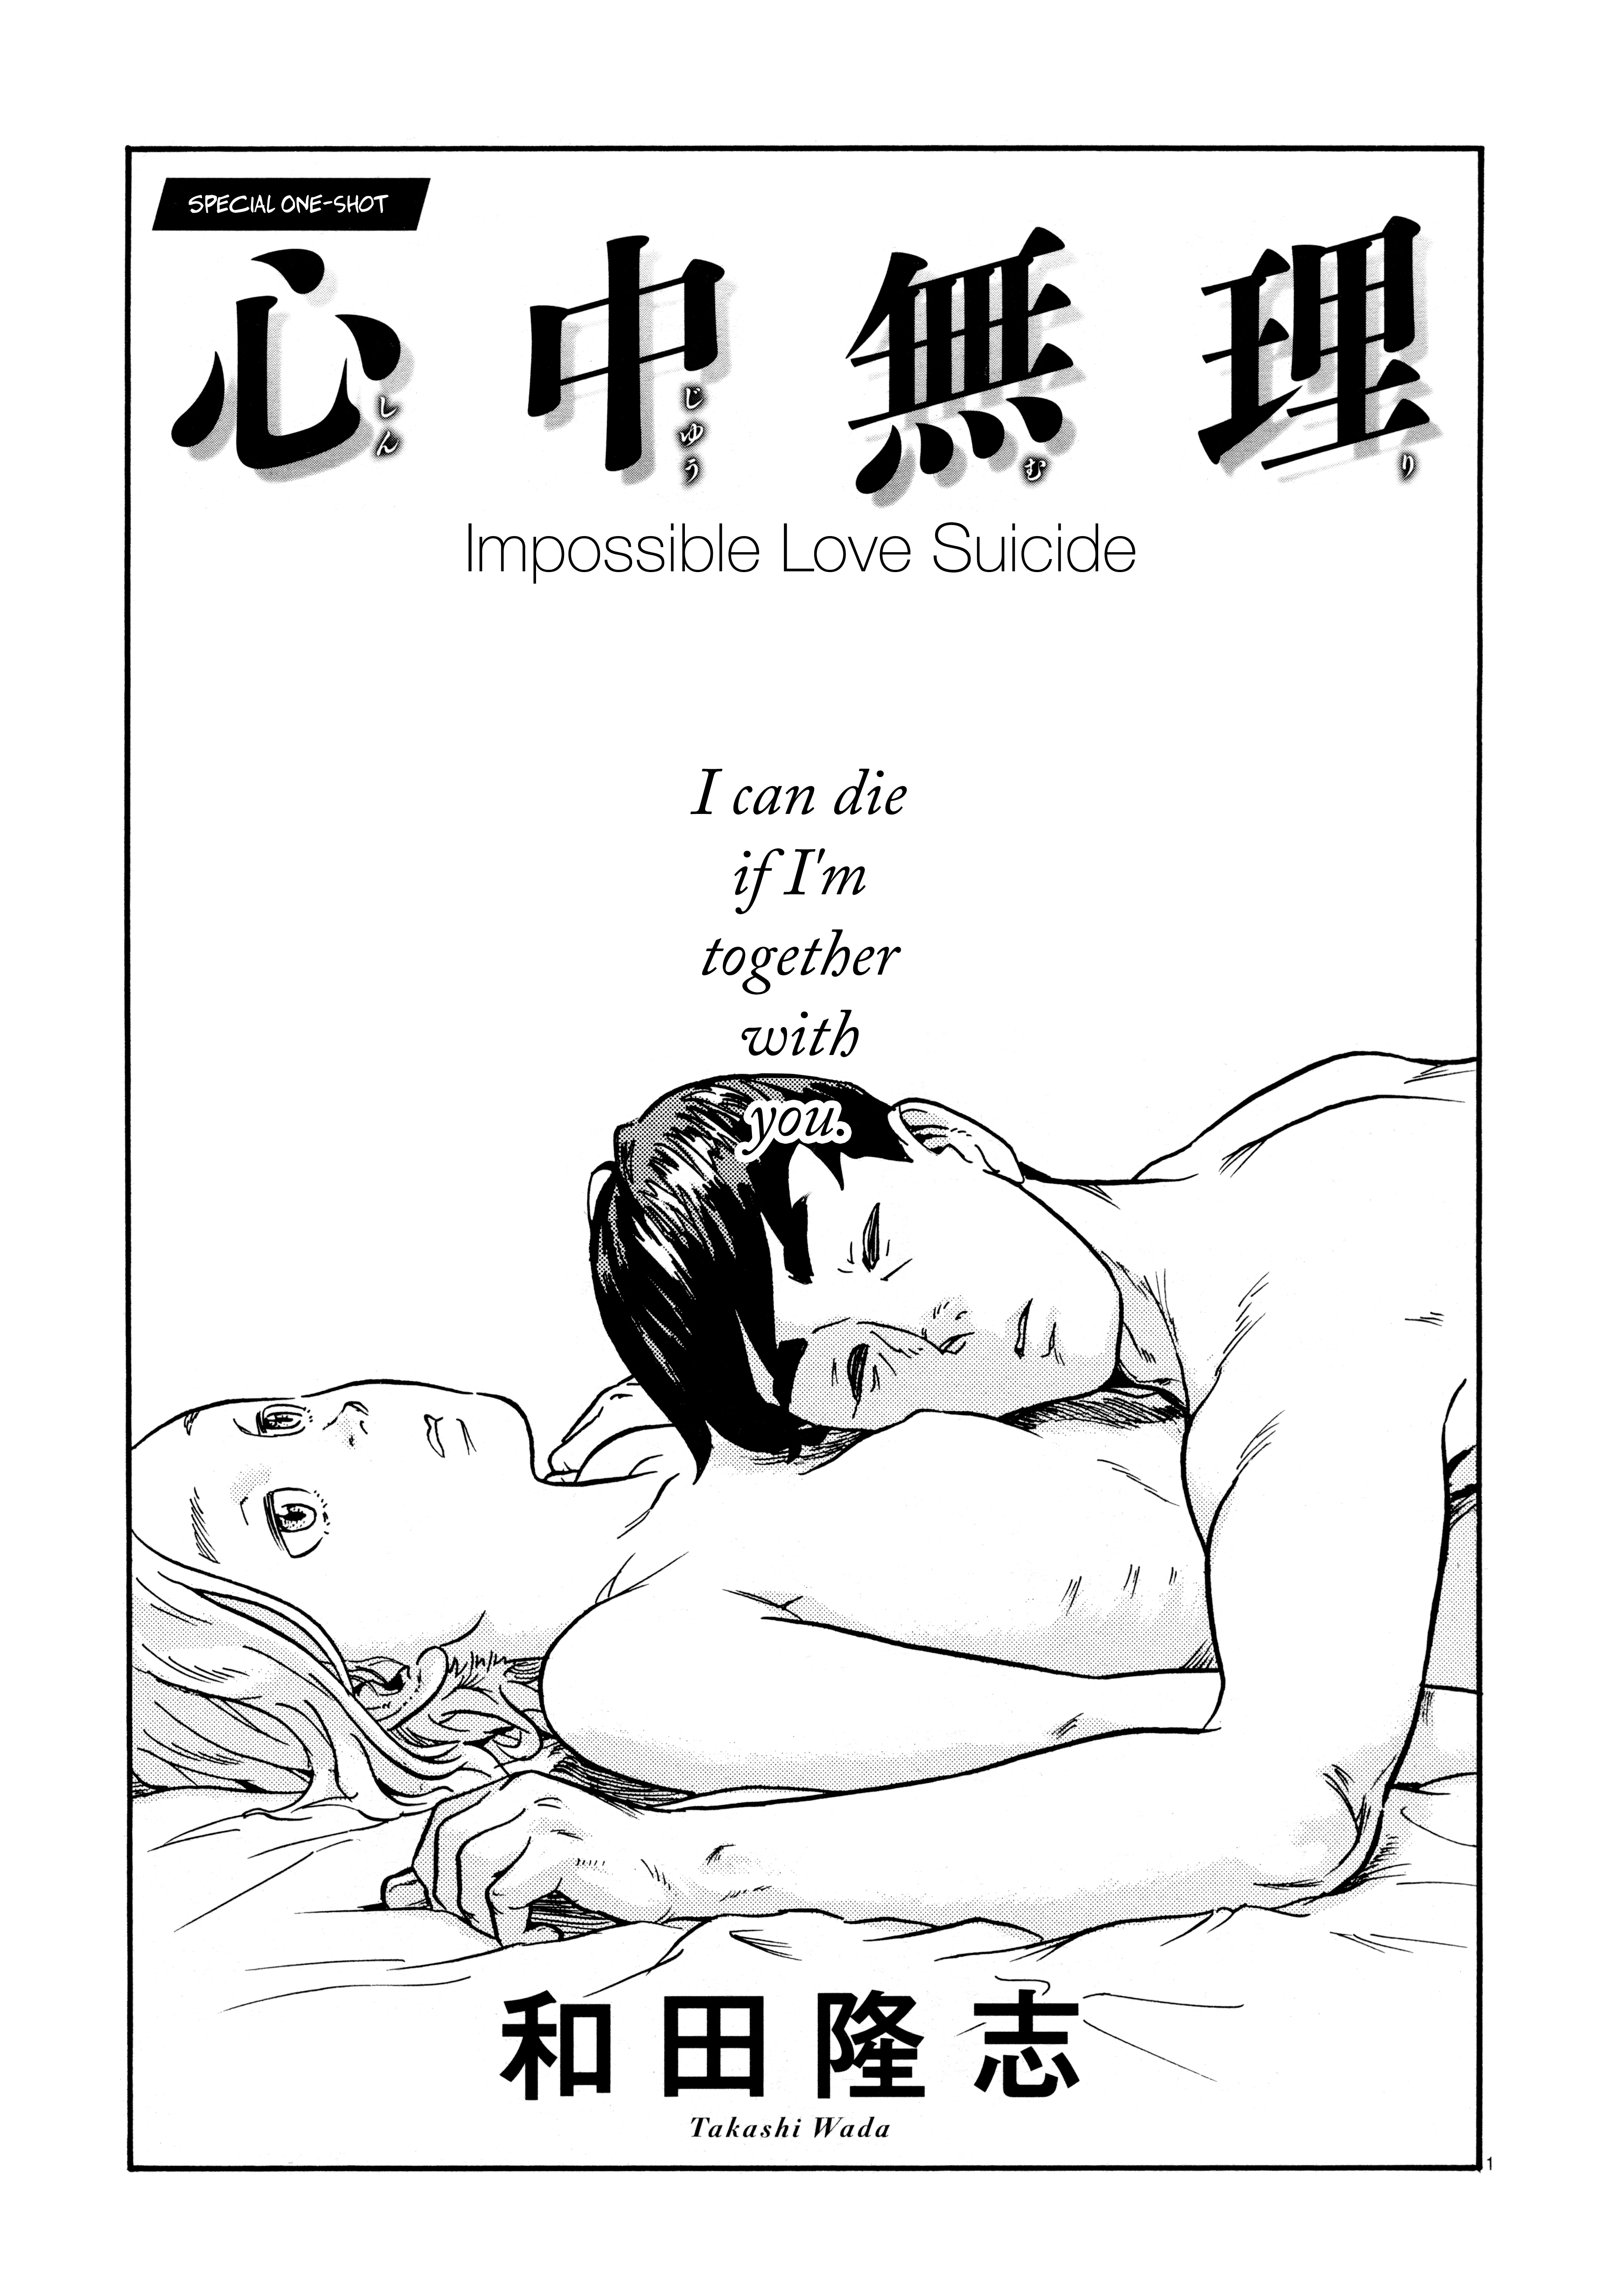 SPECIAL ONE-SHOT
心中無理
しんじゅうむり
Impossible Love Suicide
I can die
if I'm
together
with
you.
和田隆志
Takashi Wada
1